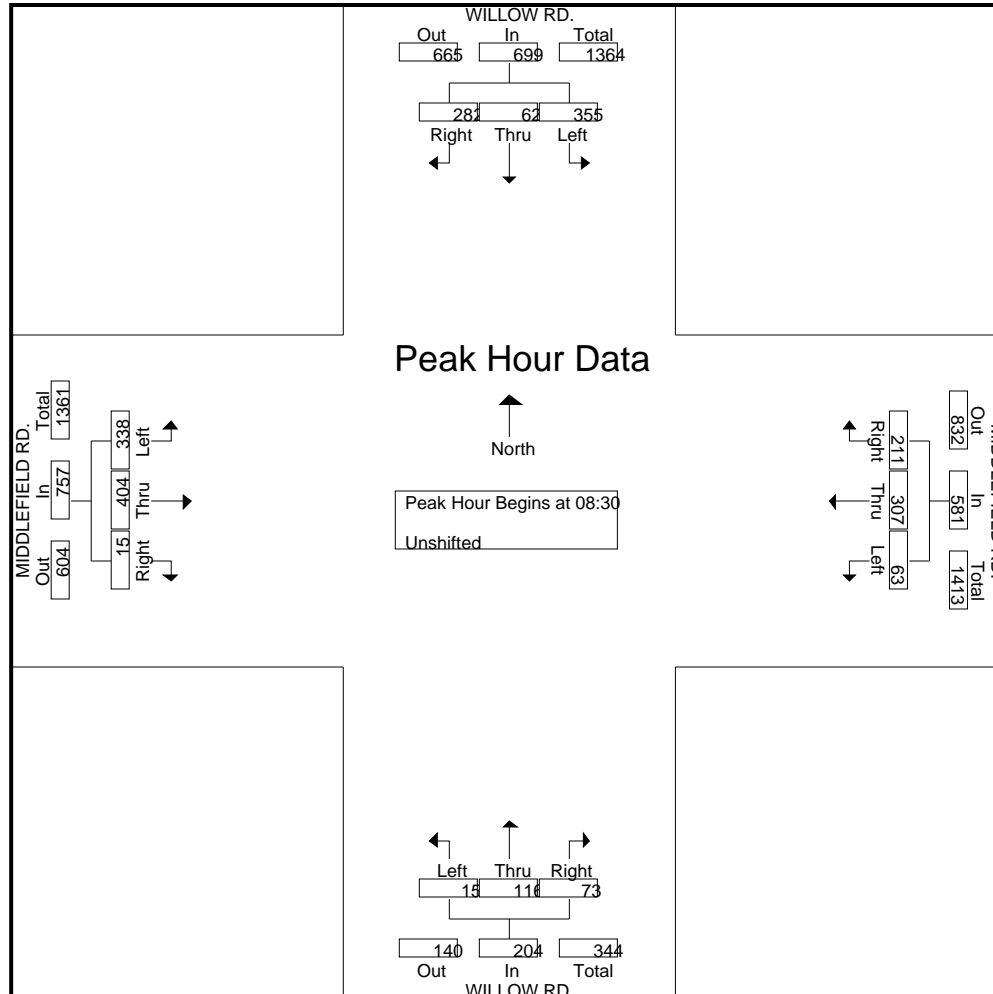 WILLOW RD.
Out In Total
665 699 1364
282 62 355
Right Thru Left
Peak Hour Data
North
Peak Hour Begins at 08:30
Unshifted
MIDDLEFIELD RD.
Out In Total
604 757 1361
338 404 15
Left Thru Right
Out In Total
832 581 1413
211 307 63
Right Thru Left
Left Thru Right
15 116 73
140 204 344
Out In Total
WILLOW RD.